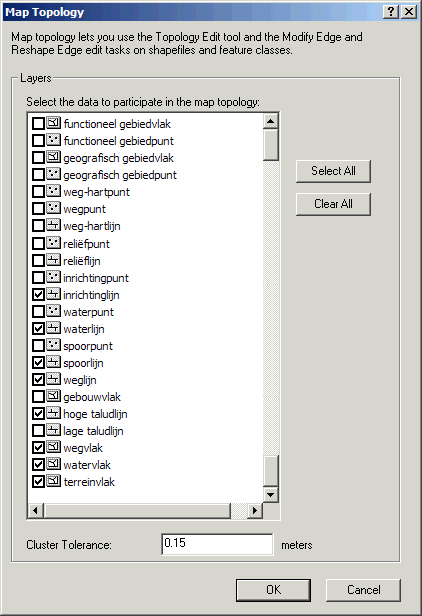 Map Topology
Map topology lets you use the Topology Edit tool and the Modify Edge and
Reshape Edge edit tasks on shapefiles and feature classes.
Layers
Select the data to participate in the map topology:
functioneel gebiedvlak
functioneel gebiedpunt
geografisch gebiedvlak
geografisch gebiedpunt
weg-hartpunt
wegpunt
weg-hartlijn
reliëfpunt
reliëflijn
inrichtingpunt
inrichtinglijn
waterpunt
waterlijn
spoorpunt
spoorlijn
weglijn
gebouwvlak
hoge taludlijn
lage taludlijn
wegvlak
watervlak
terreinvlak
Select All
Clear All
Cluster Tolerance: 0.15 meters
OK Cancel